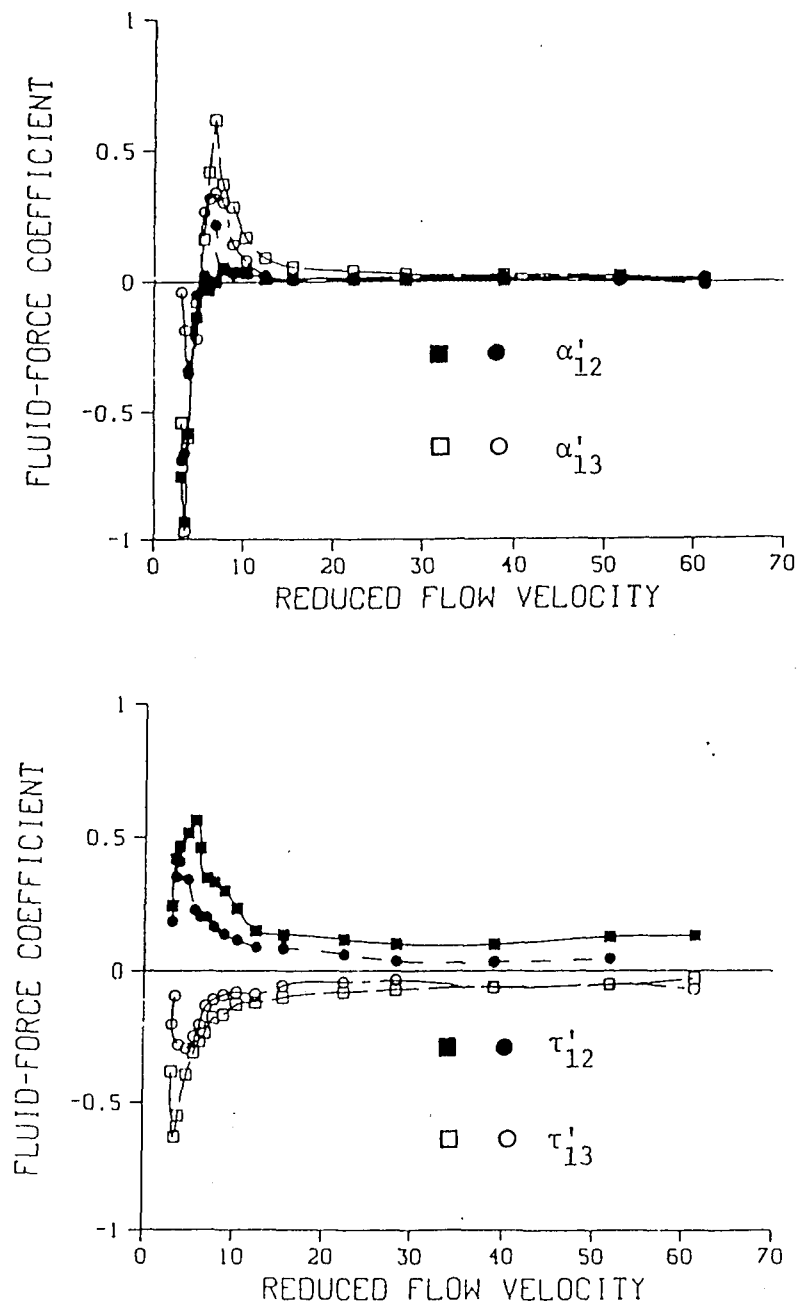 1
0.5
0
-0.5
-1
FLUID-FORCE COEFFICIENT
α'12
α'13
0 10 20 30 40 50 60 70
REDUCED FLOW VELOCITY
1
0.5
0
-0.5
-1
FLUID-FORCE COEFFICIENT
τ'12
τ'13
0 10 20 30 40 50 60 70
REDUCED FLOW VELOCITY